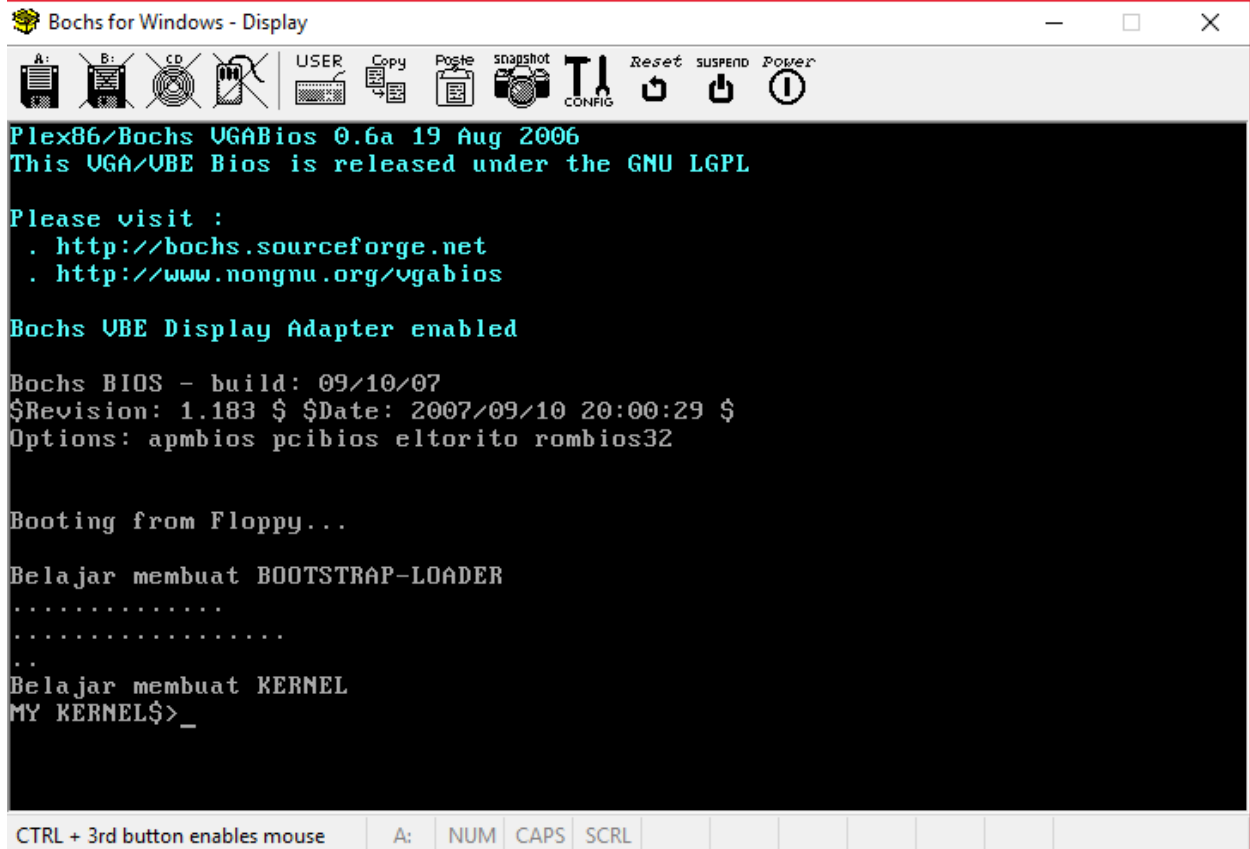 Bochs for Windows - Display
A: B: CD USER Copy Paste snapshot CONFIG Reset SUSPEND Power
Plex86/Bochs VGABios 0.6a 19 Aug 2006
This VGA/VBE Bios is released under the GNU LGPL
Please visit :
. http://bochs.sourceforge.net
. http://www.nongnu.org/vgabios
Bochs VBE Display Adapter enabled
Bochs BIOS - build: 09/10/07
$Revision: 1.183 $ $Date: 2007/09/10 20:00:29 $
Options: apmbios pcibios eltorito rombios32
Booting from Floppy...
Belajar membuat BOOTSTRAP-LOADER
..............
..................
..
Belajar membuat KERNEL
MY KERNEL$>_
CTRL + 3rd button enables mouse A: NUM CAPS SCRL